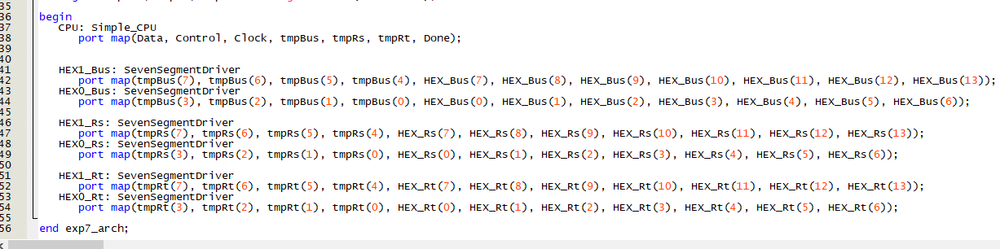 35
36 begin
37 CPU: Simple_CPU
38 port map(Data, Control, Clock, tmpBus, tmpRs, tmpRt, Done);
39
40
41 HEX1_Bus: SevenSegmentDriver
42 port map(tmpBus(7), tmpBus(6), tmpBus(5), tmpBus(4), HEX_Bus(7), HEX_Bus(8), HEX_Bus(9), HEX_Bus(10), HEX_Bus(11), HEX_Bus(12), HEX_Bus(13));
43 HEX0_Bus: SevenSegmentDriver
44 port map(tmpBus(3), tmpBus(2), tmpBus(1), tmpBus(0), HEX_Bus(0), HEX_Bus(1), HEX_Bus(2), HEX_Bus(3), HEX_Bus(4), HEX_Bus(5), HEX_Bus(6));
45
46 HEX1_Rs: SevenSegmentDriver
47 port map(tmpRs(7), tmpRs(6), tmpRs(5), tmpRs(4), HEX_Rs(7), HEX_Rs(8), HEX_Rs(9), HEX_Rs(10), HEX_Rs(11), HEX_Rs(12), HEX_Rs(13));
48 HEX0_Rs: SevenSegmentDriver
49 port map(tmpRs(3), tmpRs(2), tmpRs(1), tmpRs(0), HEX_Rs(0), HEX_Rs(1), HEX_Rs(2), HEX_Rs(3), HEX_Rs(4), HEX_Rs(5), HEX_Rs(6));
50
51 HEX1_Rt: SevenSegmentDriver
52 port map(tmpRt(7), tmpRt(6), tmpRt(5), tmpRt(4), HEX_Rt(7), HEX_Rt(8), HEX_Rt(9), HEX_Rt(10), HEX_Rt(11), HEX_Rt(12), HEX_Rt(13));
53 HEX0_Rt: SevenSegmentDriver
54 port map(tmpRt(3), tmpRt(2), tmpRt(1), tmpRt(0), HEX_Rt(0), HEX_Rt(1), HEX_Rt(2), HEX_Rt(3), HEX_Rt(4), HEX_Rt(5), HEX_Rt(6));
55
56 end exp7_arch;